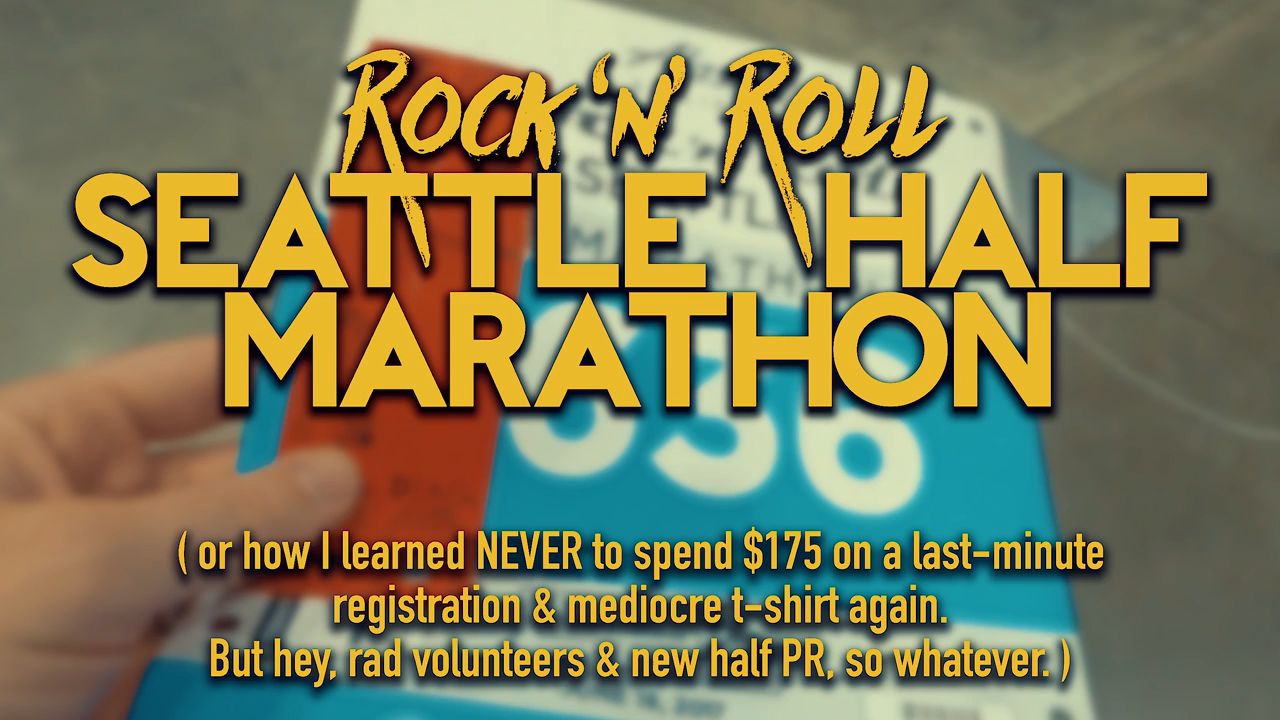 ROCK 'N' ROLL
SEATTLE HALF
MARATHON
636
( or how I learned NEVER to spend $175 on a last-minute
registration & mediocre t-shirt again.
But hey, rad volunteers & new half PR, so whatever. )